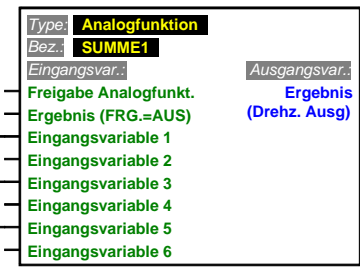 Type: Analogfunktion
Bez.: SUMME1
Eingangsvar.: Ausgangsvar.:
Freigabe Analogfunkt. Ergebnis
Ergebnis (FRG.=AUS) (Drehz. Ausg)
Eingangsvariable 1
Eingangsvariable 2
Eingangsvariable 3
Eingangsvariable 4
Eingangsvariable 5
Eingangsvariable 6